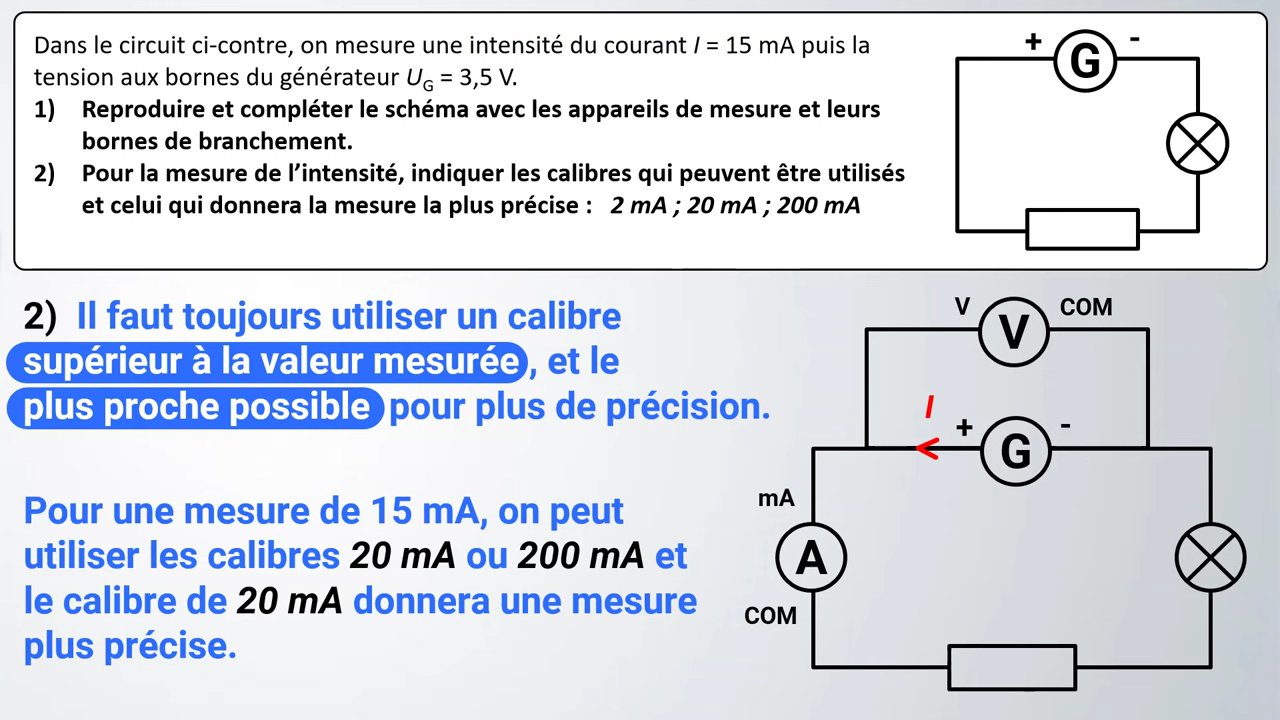 Dans le circuit ci-contre, on mesure une intensité du courant I = 15 mA puis la
tension aux bornes du générateur UG = 3,5 V.
1) Reproduire et compléter le schéma avec les appareils de mesure et leurs
bornes de branchement.
2) Pour la mesure de l’intensité, indiquer les calibres qui peuvent être utilisés
et celui qui donnera la mesure la plus précise : 2 mA ; 20 mA ; 200 mA
+ G -
2) Il faut toujours utiliser un calibre
supérieur à la valeur mesurée, et le
plus proche possible pour plus de précision.
Pour une mesure de 15 mA, on peut
utiliser les calibres 20 mA ou 200 mA et
le calibre de 20 mA donnera une mesure
plus précise.
V V COM
I
+ G -
mA
A
COM